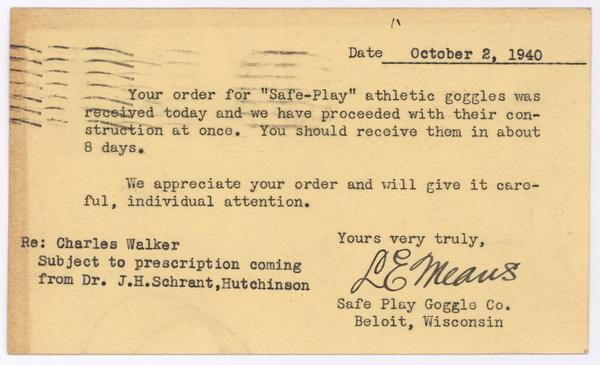 Date October 2, 1940
Your order for "Safe-Play" athletic goggles was
received today and we have proceeded with their con-
struction at once. You should receive them in about
8 days.
We appreciate your order and will give it care-
ful, individual attention.
Re: Charles Walker
Subject to prescription coming
from Dr. J.H.Schrant,Hutchinson
Yours very truly,
L E Means
Safe Play Goggle Co.
Beloit, Wisconsin